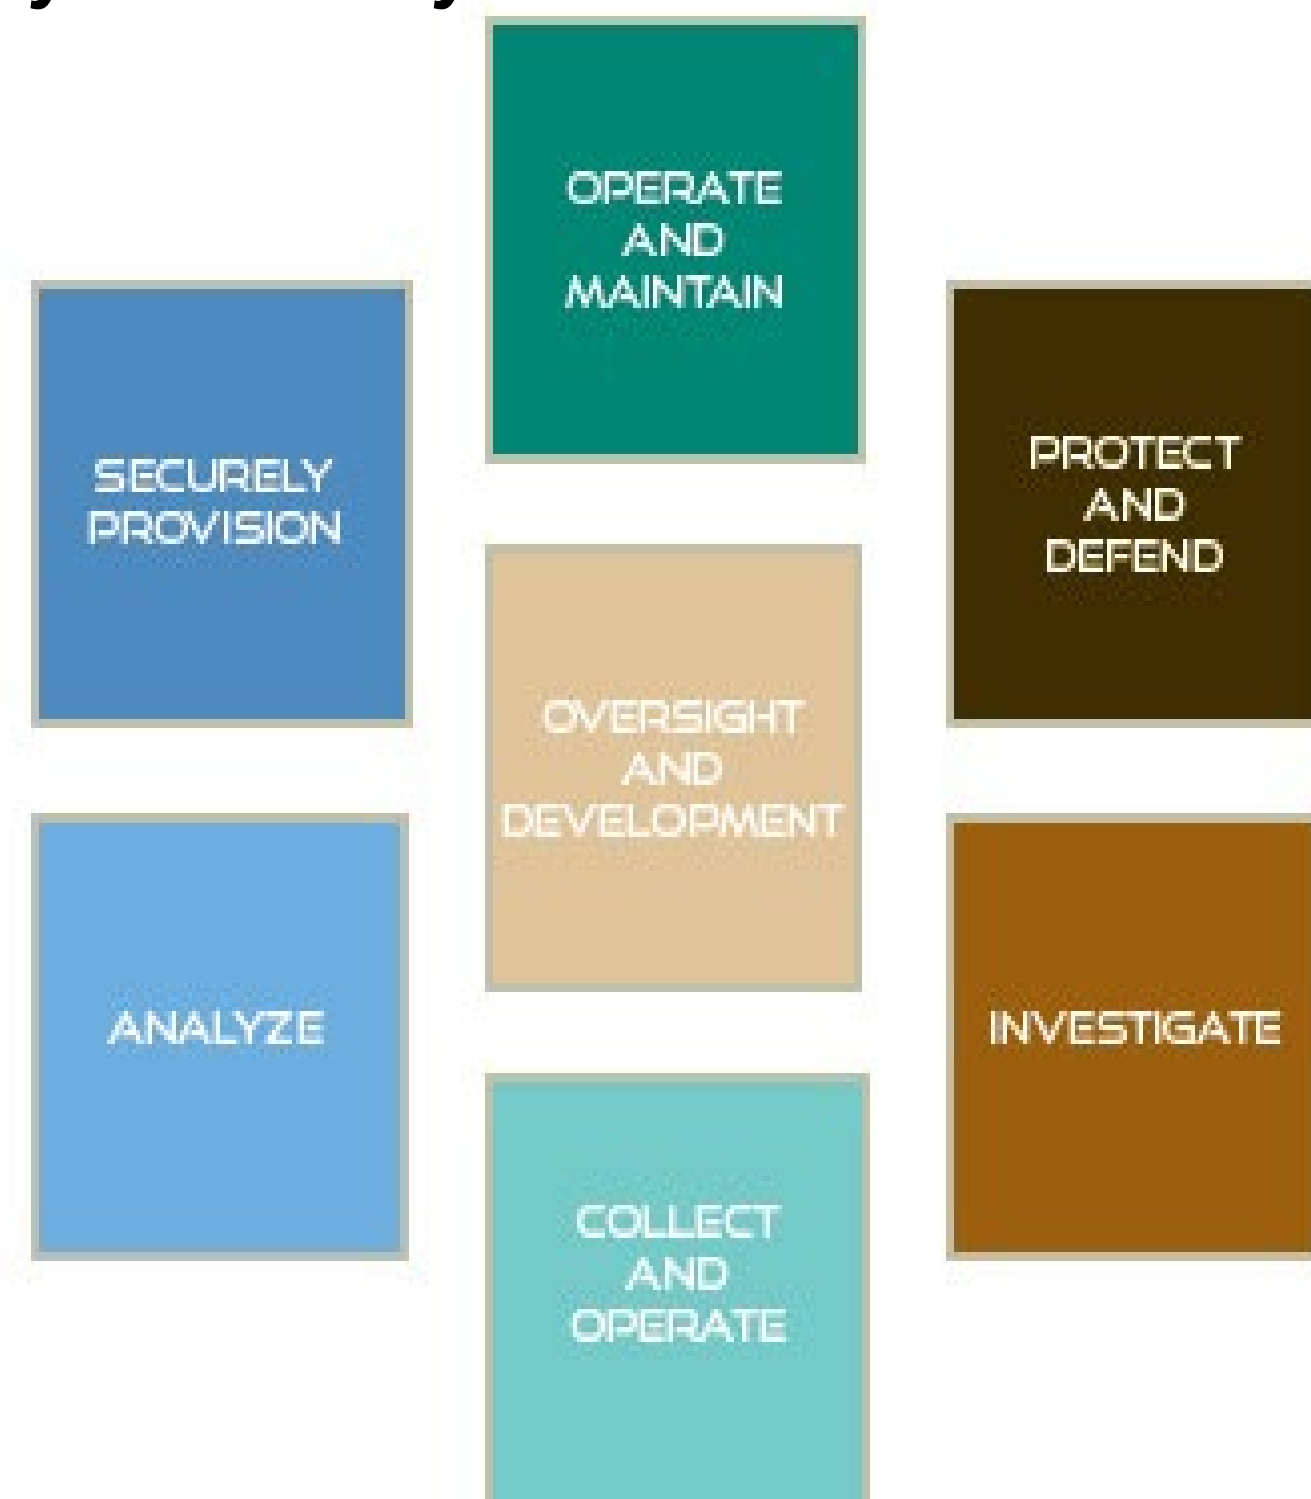 OPERATE
AND
MAINTAIN
SECURELY
PROVISION
PROTECT
AND
DEFEND
OVERSIGHT
AND
DEVELOPMENT
ANALYZE
INVESTIGATE
COLLECT
AND
OPERATE